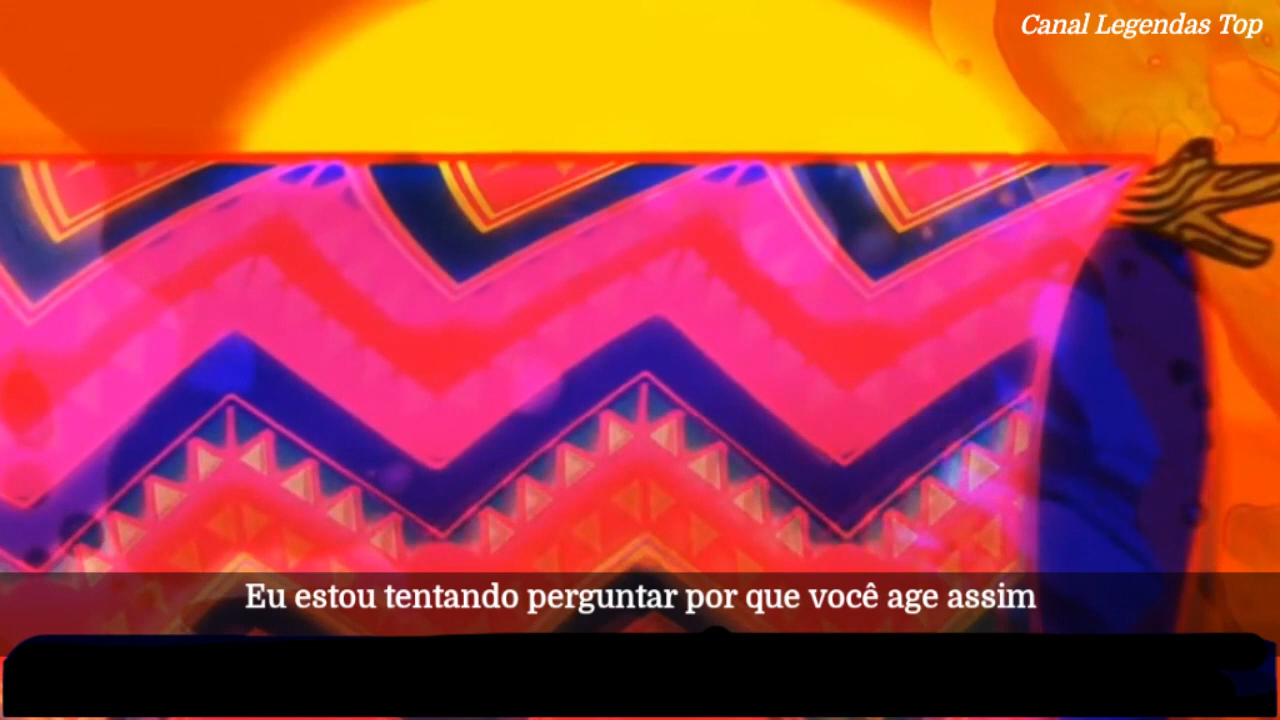 Canal Legendas Top
Eu estou tentando perguntar por que você age assim